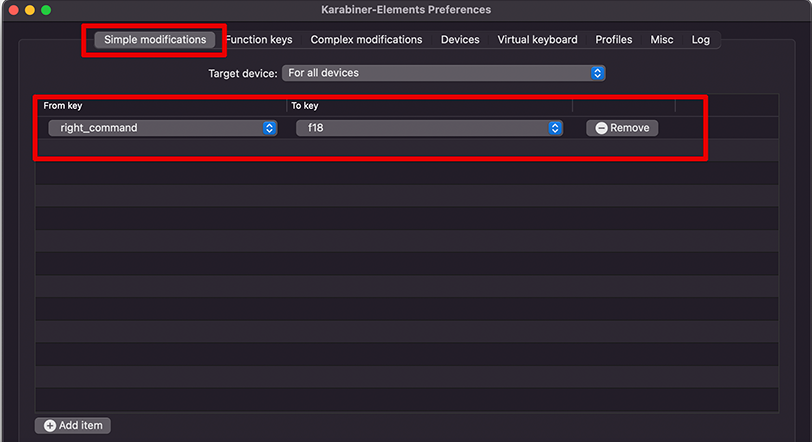 Karabiner-Elements Preferences
Simple modifications Function keys Complex modifications Devices Virtual keyboard Profiles Misc Log
Target device: For all devices
From key To key
right_command f18 Remove
Add item